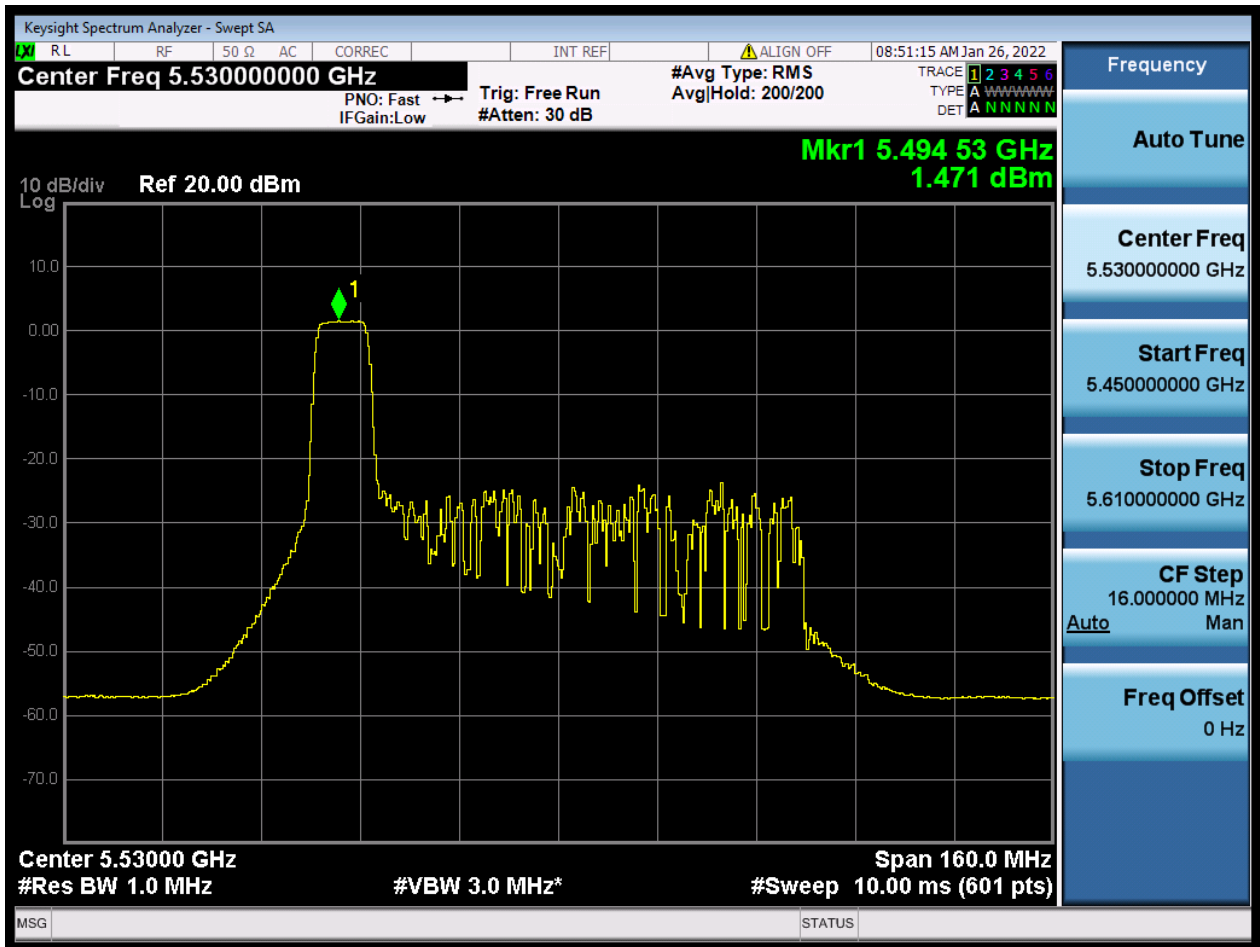 Keysight Spectrum Analyzer - Swept SA
LXI RL RF 50 Ω AC CORREC INT REF ALIGN OFF 08:51:15 AM Jan 26, 2022
Center Freq 5.530000000 GHz
PNO: Fast
IFGain:Low
Trig: Free Run
#Atten: 30 dB
#Avg Type: RMS
Avg|Hold: 200/200
TRACE 1 2 3 4 5 6
TYPE A WWWWW
DET A N N N N N
Mkr1 5.494 53 GHz
1.471 dBm
10 dB/div Ref 20.00 dBm
Log
10.0
1
0.00
-10.0
-20.0
-30.0
-40.0
-50.0
-60.0
-70.0
Center 5.53000 GHz Span 160.0 MHz
#Res BW 1.0 MHz #VBW 3.0 MHz* #Sweep 10.00 ms (601 pts)
MSG STATUS
Frequency
Auto Tune
Center Freq
5.530000000 GHz
Start Freq
5.450000000 GHz
Stop Freq
5.610000000 GHz
CF Step
16.000000 MHz
Auto Man
Freq Offset
0 Hz